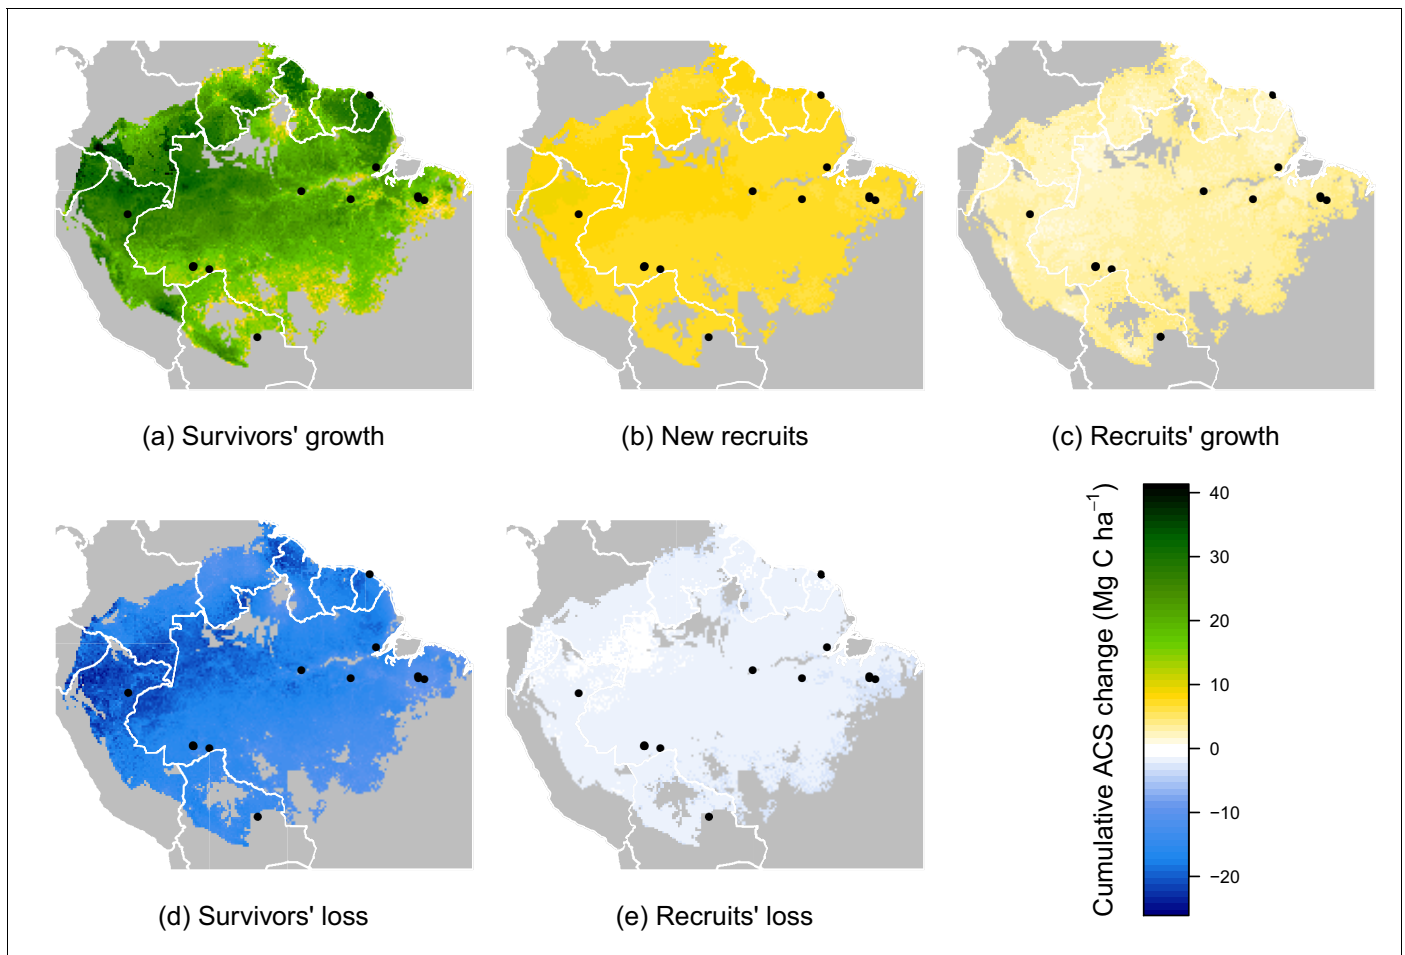 (a) Survivors' growth
(b) New recruits
(c) Recruits' growth
(d) Survivors' loss
(e) Recruits' loss
Cumulative ACS change (Mg C ha⁻¹)
40
30
20
10
0
−10
−20